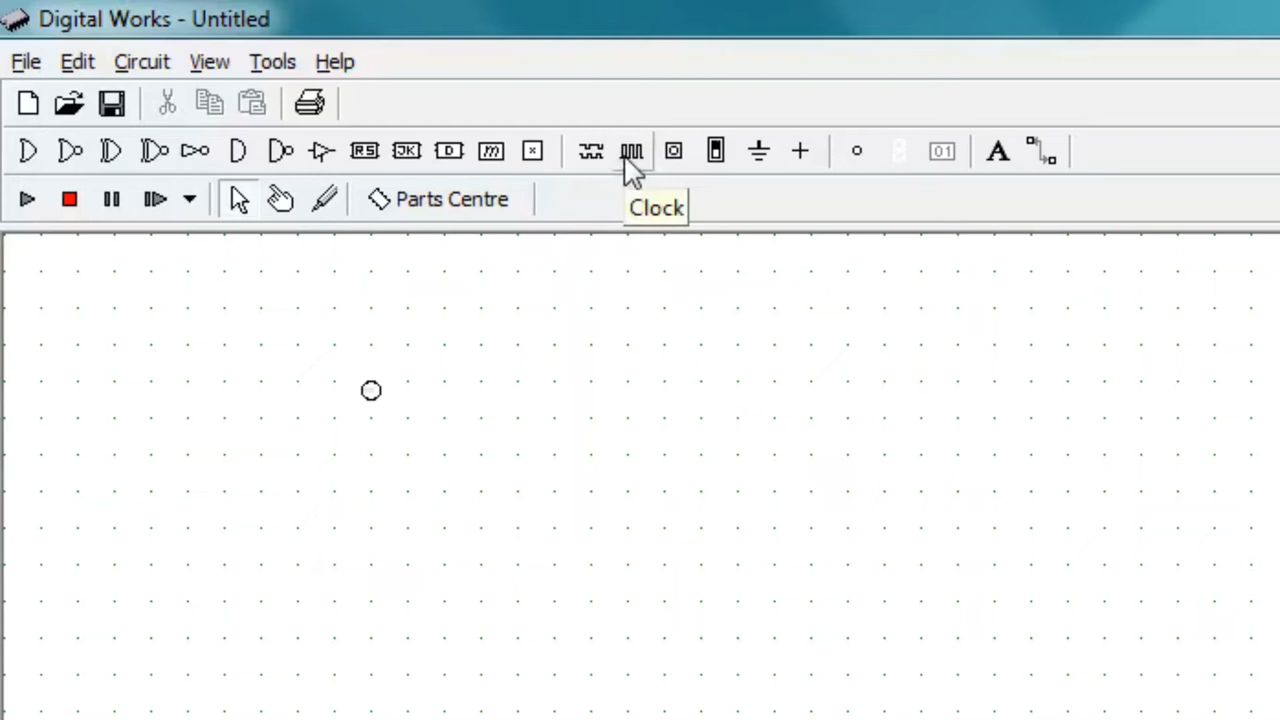 Digital Works - Untitled
File Edit Circuit View Tools Help
RS JK D m x 01 A
Parts Centre
Clock